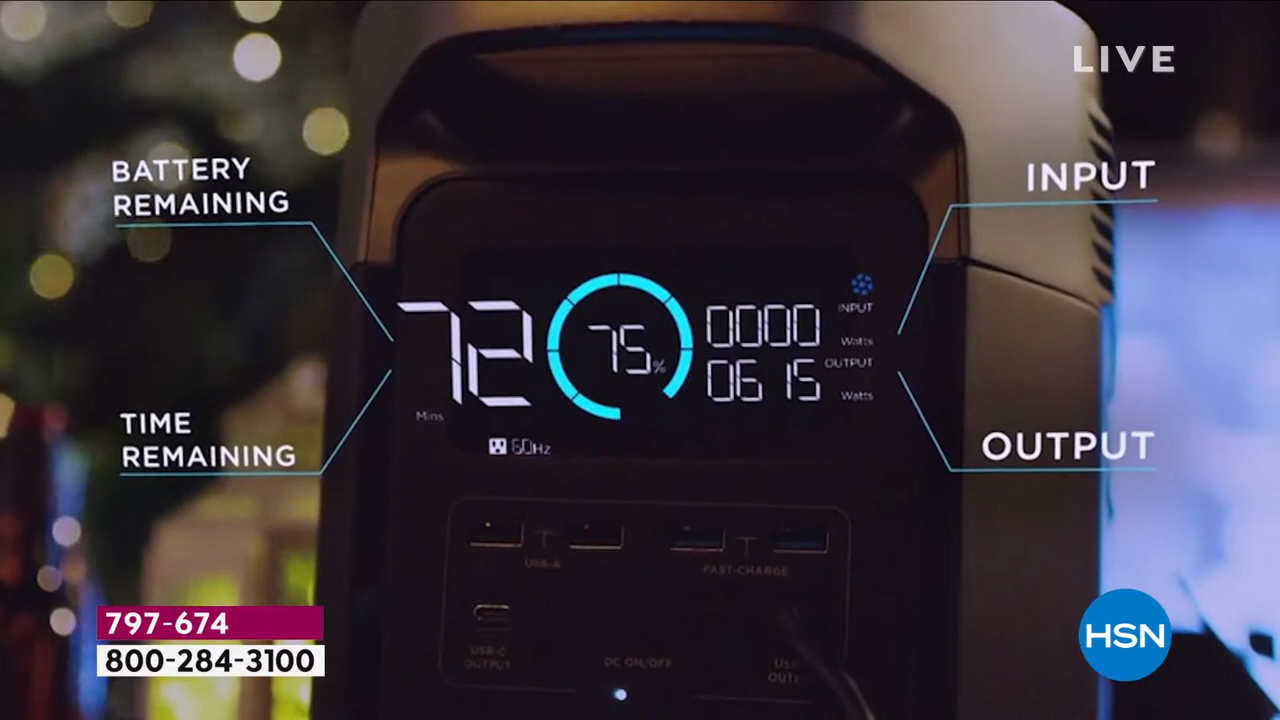 LIVE
BATTERY
REMAINING
INPUT
72
Mins
75%
0000
INPUT
Watts
0615
OUTPUT
Watts
60Hz
TIME
REMAINING
OUTPUT
USB-A
FAST-CHARGE
USB-C
OUTPUT
DC ON/OFF
797-674
800-284-3100
HSN